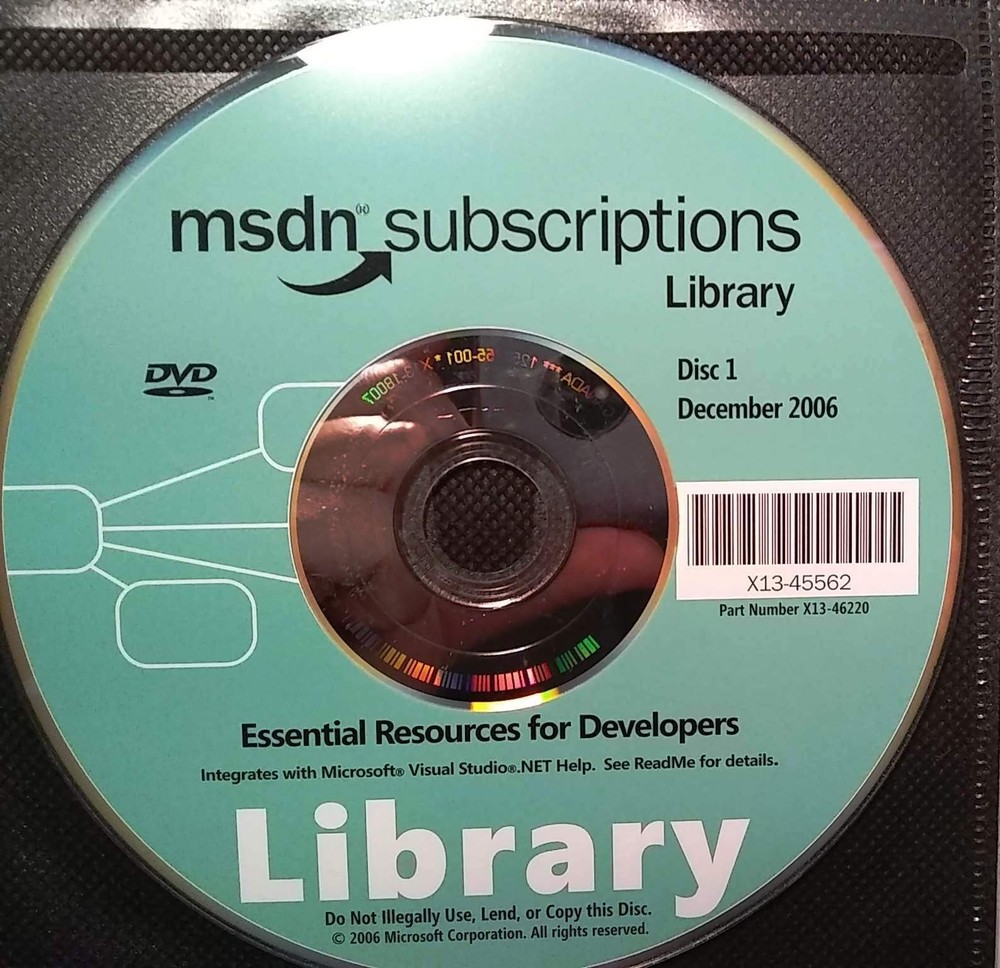 msdn® subscriptions
Library
DVD
Disc 1
December 2006
X13-45562
Part Number X13-46220
Essential Resources for Developers
Integrates with Microsoft® Visual Studio®.NET Help. See ReadMe for details.
Library
Do Not Illegally Use, Lend, or Copy this Disc.
© 2006 Microsoft Corporation. All rights reserved.